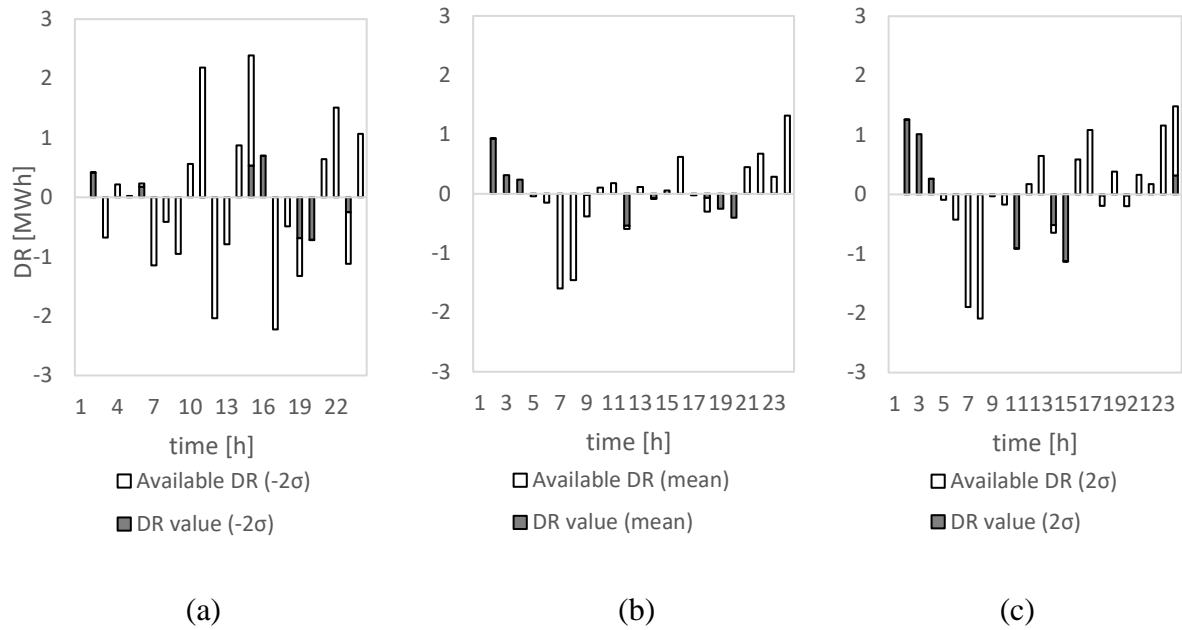 3
2
1
0
-1
-2
-3
DR [MWh]
1 4 7 10 13 16 19 22
time [h]
Available DR (-2σ)
DR value (-2σ)
(a)
3
2
1
0
-1
-2
-3
1 3 5 7 9 11 13 15 17 19 21 23
time [h]
Available DR (mean)
DR value (mean)
(b)
3
2
1
0
-1
-2
-3
1 3 5 7 9 11 13 15 17 19 21 23
time [h]
Available DR (2σ)
DR value (2σ)
(c)